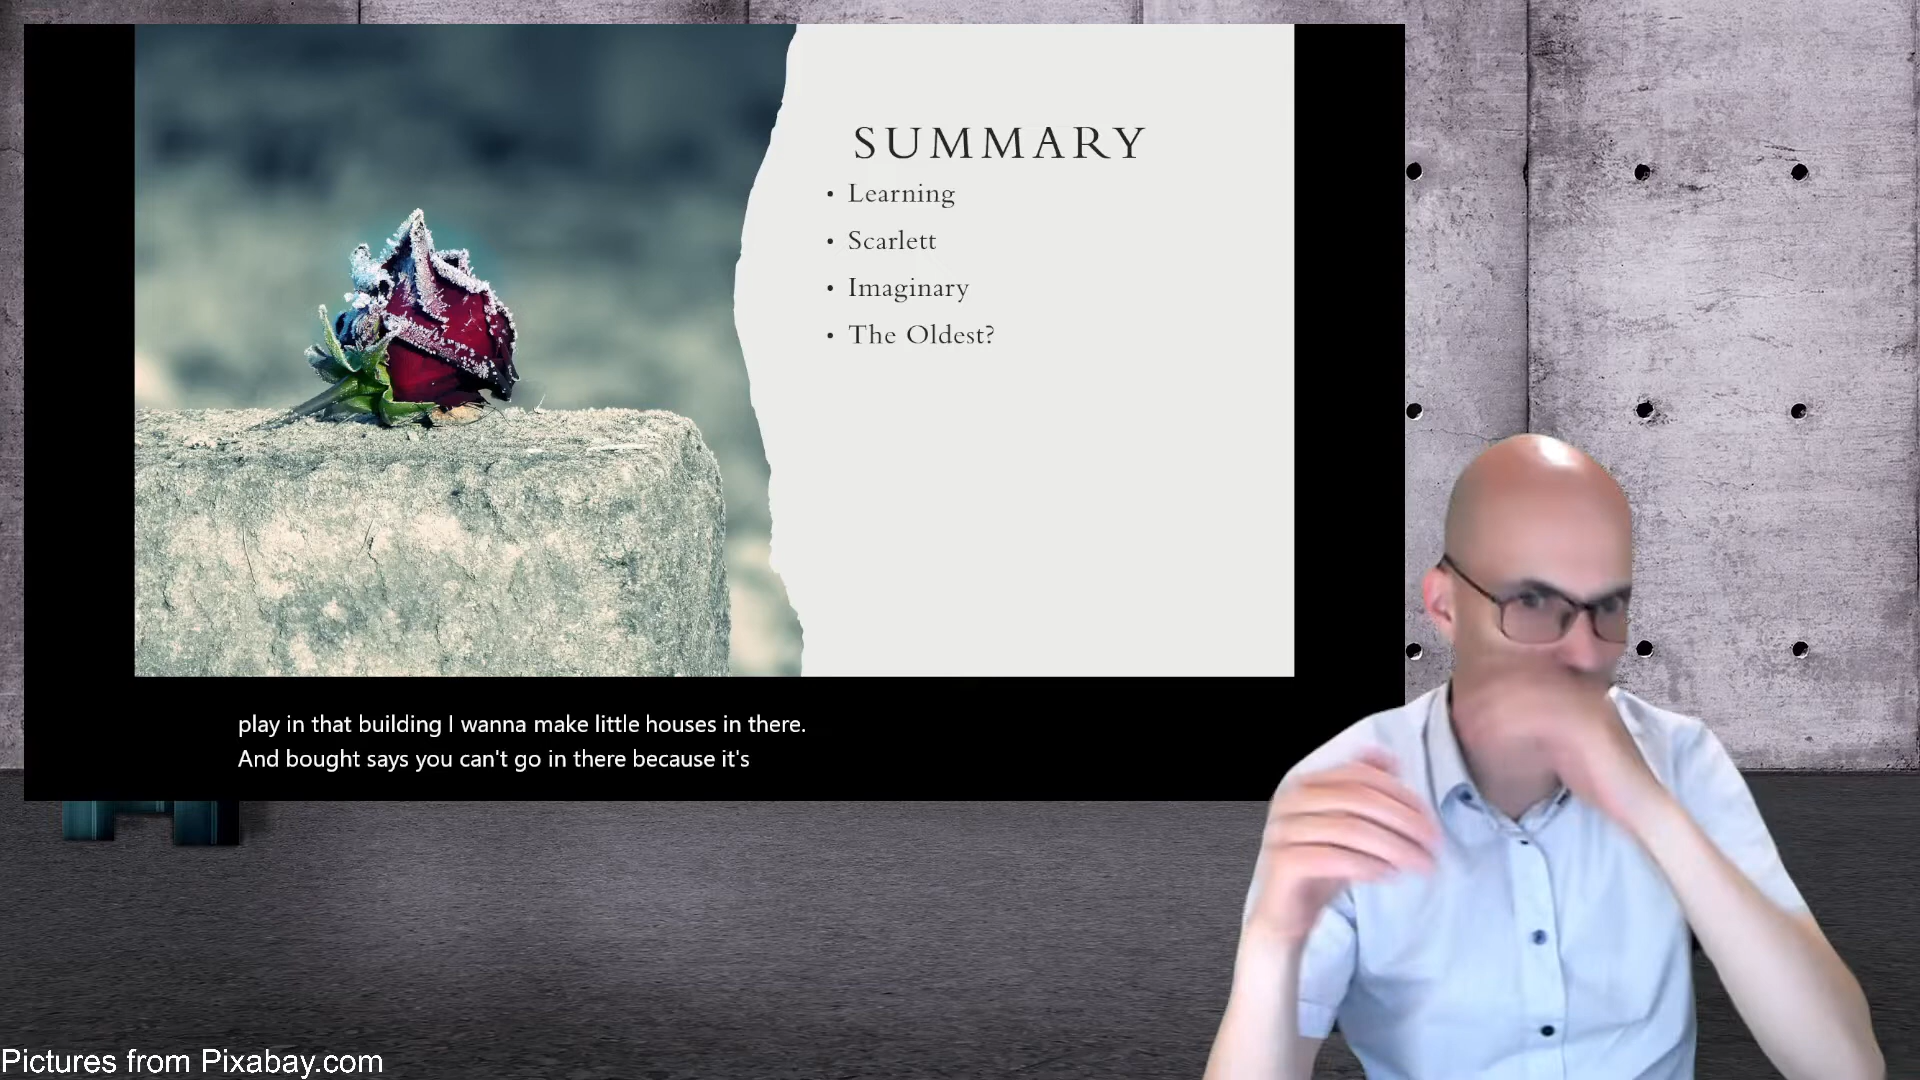 SUMMARY
• Learning
• Scarlett
• Imaginary
• The Oldest?
play in that building I wanna make little houses in there.
And bought says you can't go in there because it's
Pictures from Pixabay.com